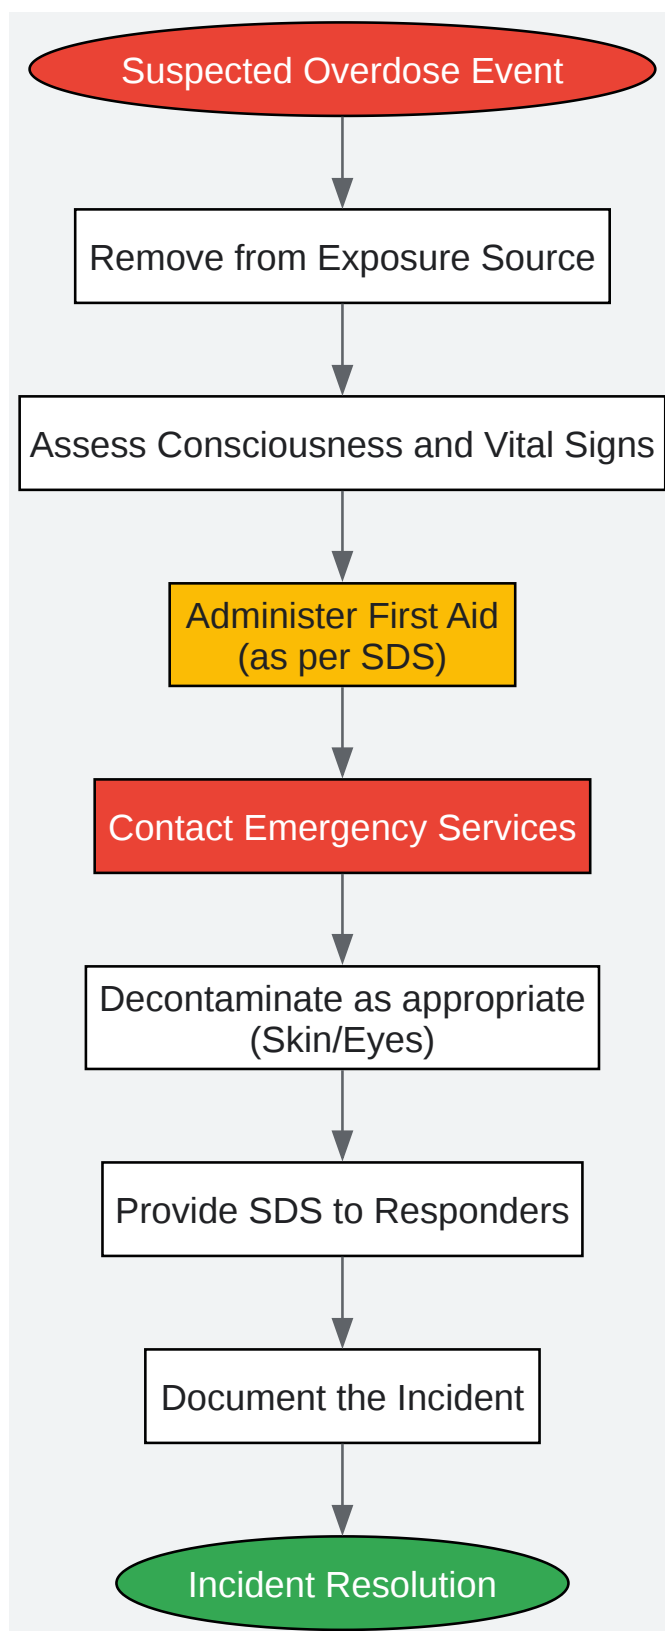 Suspected Overdose Event
Remove from Exposure Source
Assess Consciousness and Vital Signs
Administer First Aid
(as per SDS)
Contact Emergency Services
Decontaminate as appropriate
(Skin/Eyes)
Provide SDS to Responders
Document the Incident
Incident Resolution